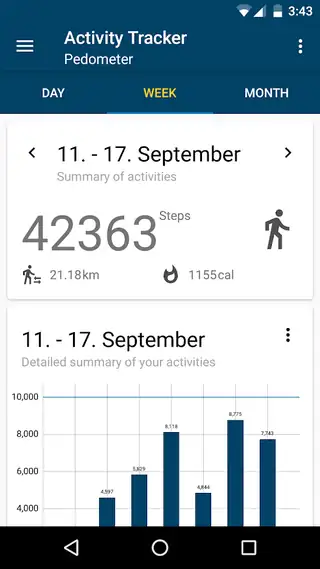 3:43
Activity Tracker
Pedometer
DAY WEEK MONTH
11. - 17. September
Summary of activities
42363 Steps
21.18km 1155cal
11. - 17. September
Detailed summary of your activities
10,000
8,775
8,118
8,000
7,743
5,829
6,000
4,844
4,597
4,000